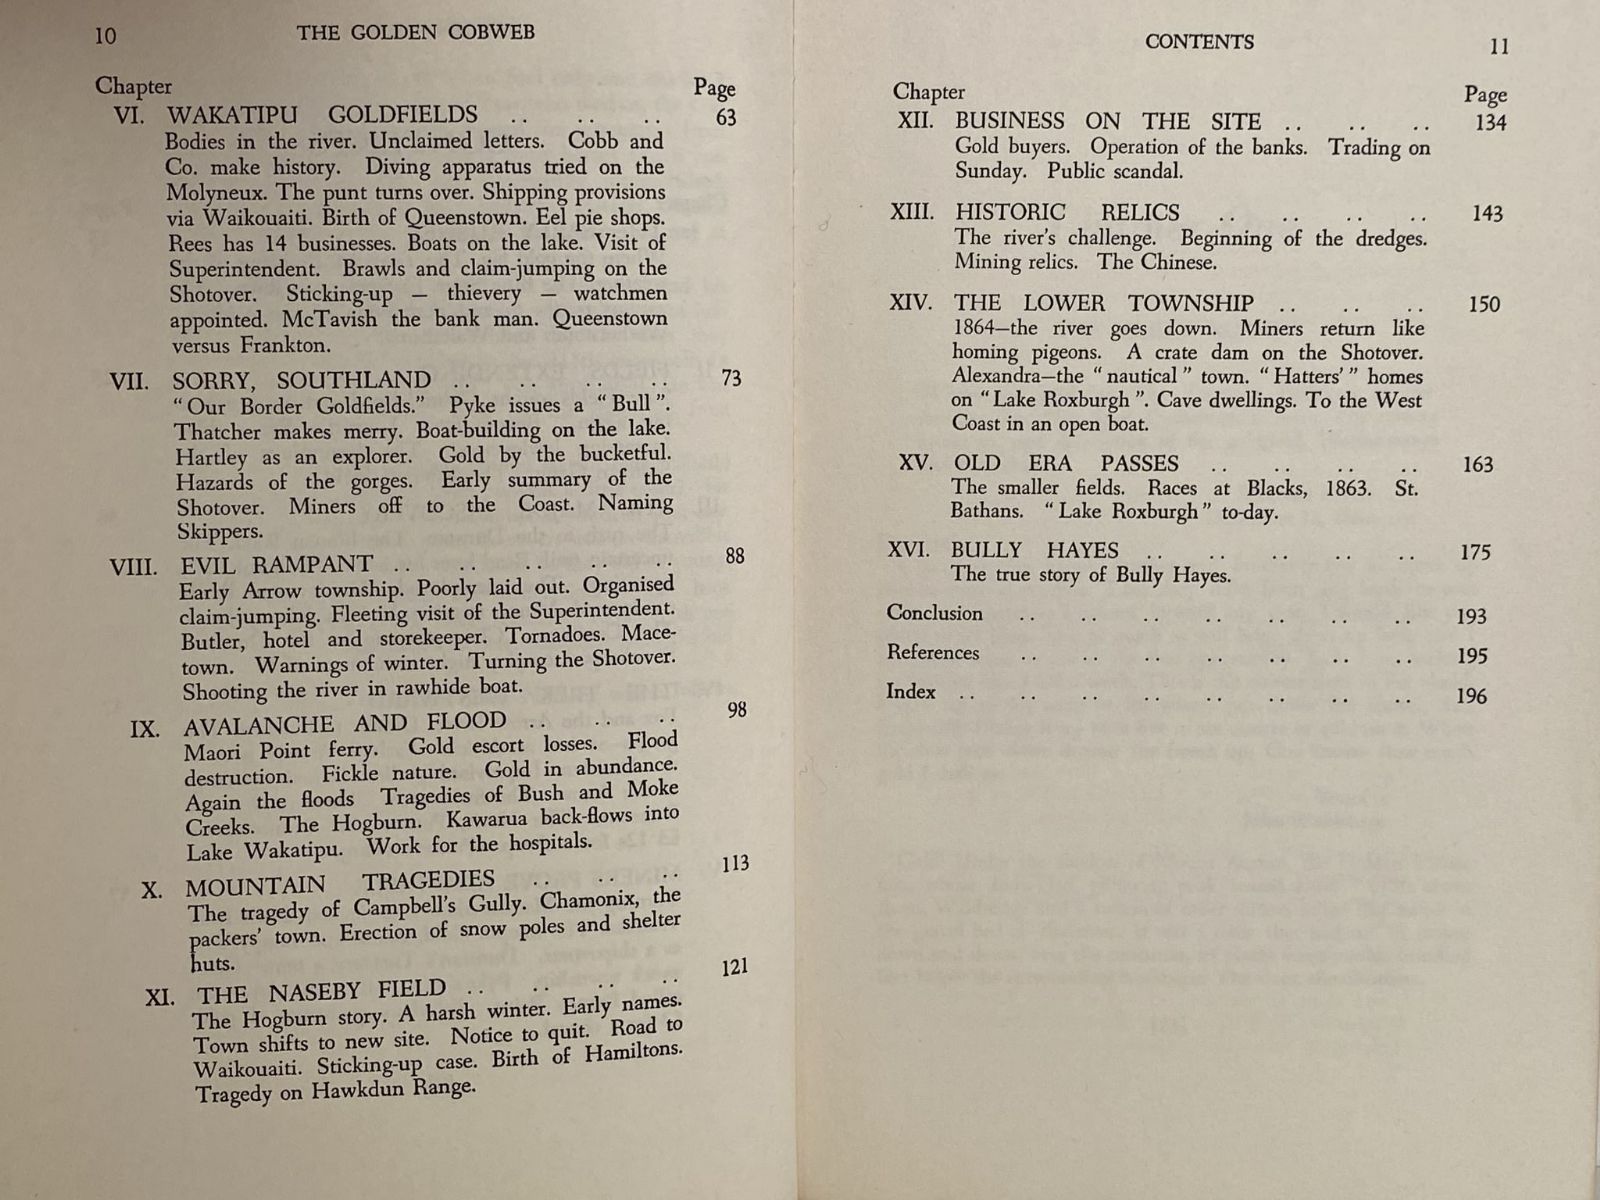 10 THE GOLDEN COBWEB
Chapter Page
VI. WAKATIPU GOLDFIELDS .. .. .. 63
Bodies in the river. Unclaimed letters. Cobb and
Co. make history. Diving apparatus tried on the
Molyneux. The punt turns over. Shipping provisions
via Waikouaiti. Birth of Queenstown. Eel pie shops.
Rees has 14 businesses. Boats on the lake. Visit of
Superintendent. Brawls and claim-jumping on the
Shotover. Sticking-up — thievery — watchmen
appointed. McTavish the bank man. Queenstown
versus Frankton.
VII. SORRY, SOUTHLAND .. .. .. .. 73
"Our Border Goldfields." Pyke issues a "Bull".
Thatcher makes merry. Boat-building on the lake.
Hartley as an explorer. Gold by the bucketful.
Hazards of the gorges. Early summary of the
Shotover. Miners off to the Coast. Naming
Skippers.
VIII. EVIL RAMPANT .. .. .. .. .. 88
Early Arrow township. Poorly laid out. Organised
claim-jumping. Fleeting visit of the Superintendent.
Butler, hotel and storekeeper. Tornadoes. Mace-
town. Warnings of winter. Turning the Shotover.
Shooting the river in rawhide boat.
IX. AVALANCHE AND FLOOD .. .. .. 98
Maori Point ferry. Gold escort losses. Flood
destruction. Fickle nature. Gold in abundance.
Again the floods Tragedies of Bush and Moke
Creeks. The Hogburn. Kawarua back-flows into
Lake Wakatipu. Work for the hospitals.
X. MOUNTAIN TRAGEDIES .. .. .. 113
The tragedy of Campbell's Gully. Chamonix, the
packers' town. Erection of snow poles and shelter
huts.
XI. THE NASEBY FIELD .. .. .. .. 121
The Hogburn story. A harsh winter. Early names.
Town shifts to new site. Notice to quit. Road to
Waikouaiti. Sticking-up case. Birth of Hamiltons.
Tragedy on Hawkdun Range.
CONTENTS 11
Chapter Page
XII. BUSINESS ON THE SITE .. .. .. 134
Gold buyers. Operation of the banks. Trading on
Sunday. Public scandal.
XIII. HISTORIC RELICS .. .. .. .. 143
The river's challenge. Beginning of the dredges.
Mining relics. The Chinese.
XIV. THE LOWER TOWNSHIP .. .. .. 150
1864—the river goes down. Miners return like
homing pigeons. A crate dam on the Shotover.
Alexandra—the "nautical" town. "Hatters'" homes
on "Lake Roxburgh". Cave dwellings. To the West
Coast in an open boat.
XV. OLD ERA PASSES .. .. .. .. 163
The smaller fields. Races at Blacks, 1863. St.
Bathans. "Lake Roxburgh" to-day.
XVI. BULLY HAYES .. .. .. .. .. 175
The true story of Bully Hayes.
Conclusion .. .. .. .. .. .. .. 193
References .. .. .. .. .. .. .. 195
Index .. .. .. .. .. .. .. .. 196